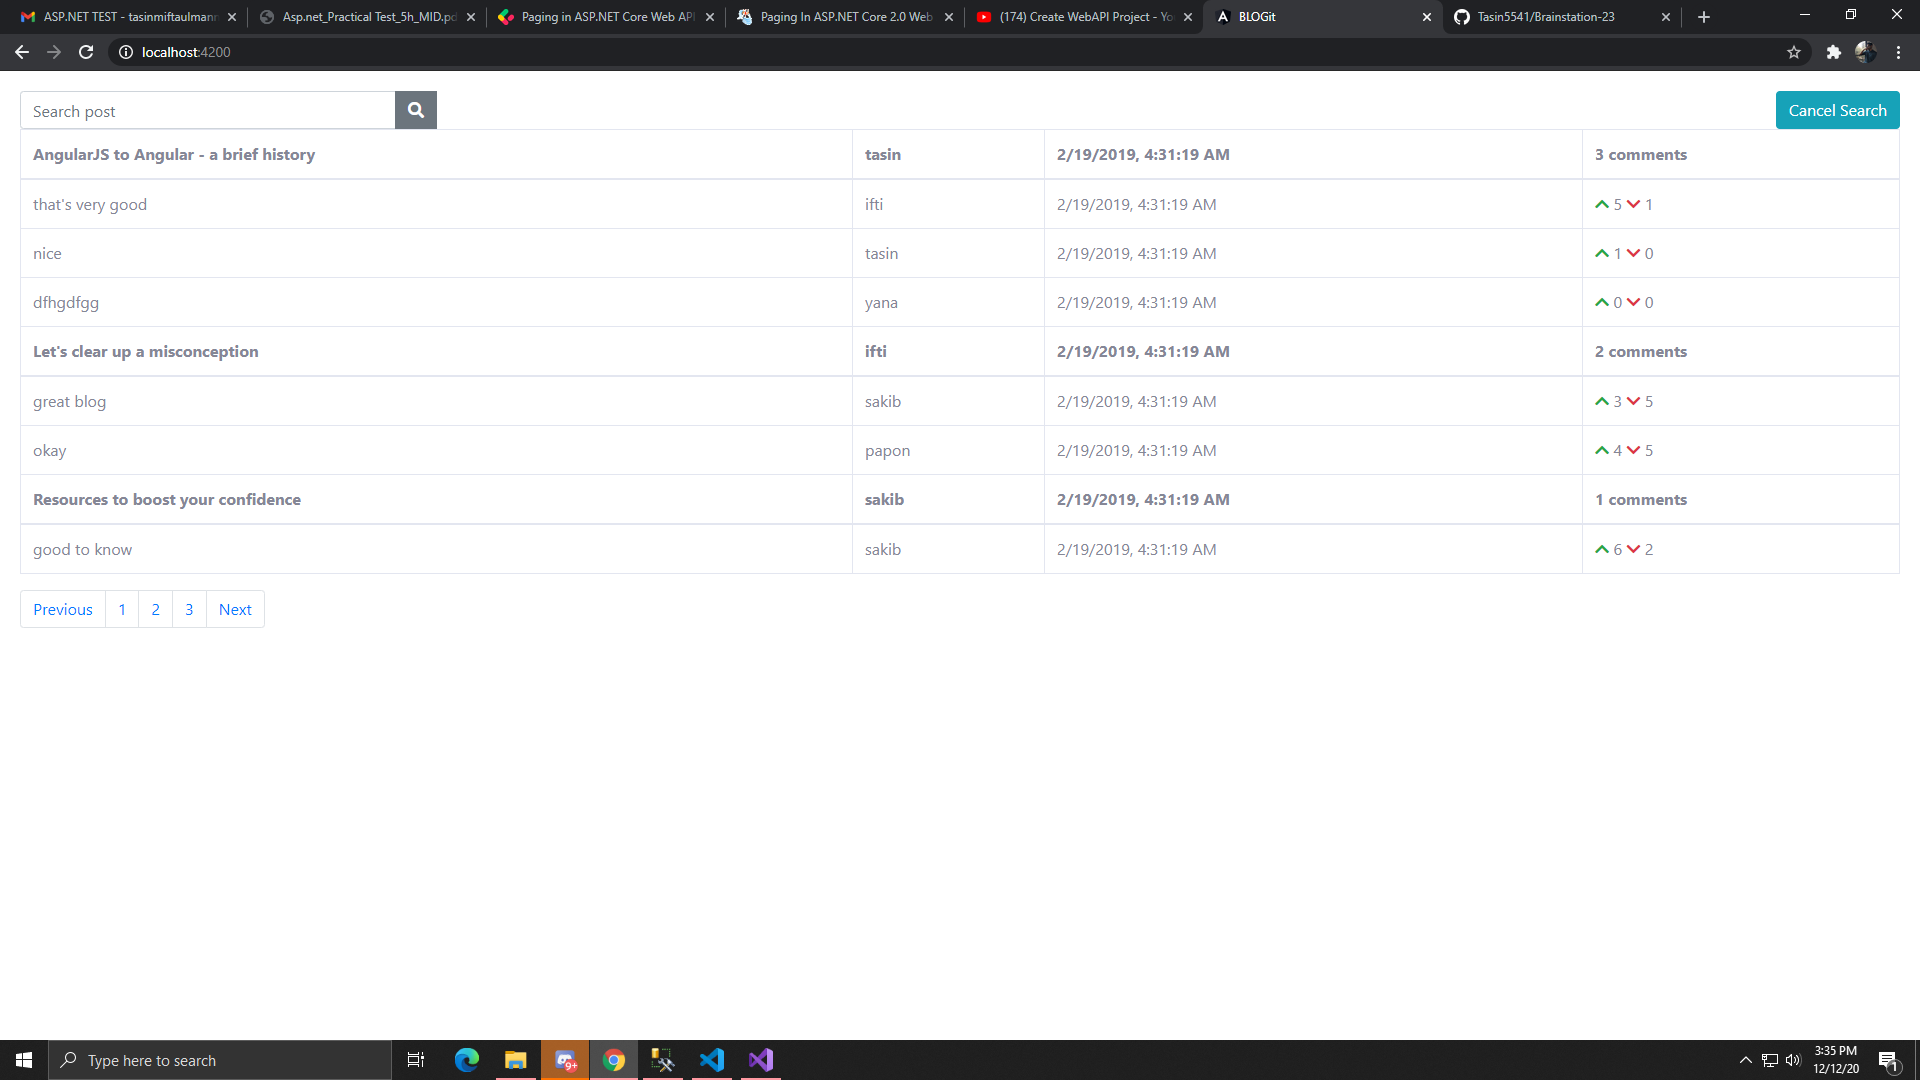 ASP.NET TEST - tasinmiftaulmann
Asp.net_Practical Test_5h_MID.pd
Paging in ASP.NET Core Web API
Paging In ASP.NET Core 2.0 Web
(174) Create WebAPI Project - Yo
BLOGit
Tasin5541/Brainstation-23
localhost:4200
Search post
Cancel Search
AngularJS to Angular - a brief history tasin 2/19/2019, 4:31:19 AM 3 comments
that's very good ifti 2/19/2019, 4:31:19 AM 5 1
nice tasin 2/19/2019, 4:31:19 AM 1 0
dfhgdfgg yana 2/19/2019, 4:31:19 AM 0 0
Let's clear up a misconception ifti 2/19/2019, 4:31:19 AM 2 comments
great blog sakib 2/19/2019, 4:31:19 AM 3 5
okay papon 2/19/2019, 4:31:19 AM 4 5
Resources to boost your confidence sakib 2/19/2019, 4:31:19 AM 1 comments
good to know sakib 2/19/2019, 4:31:19 AM 6 2
Previous 1 2 3 Next
Type here to search
9+
3:35 PM
12/12/20
1